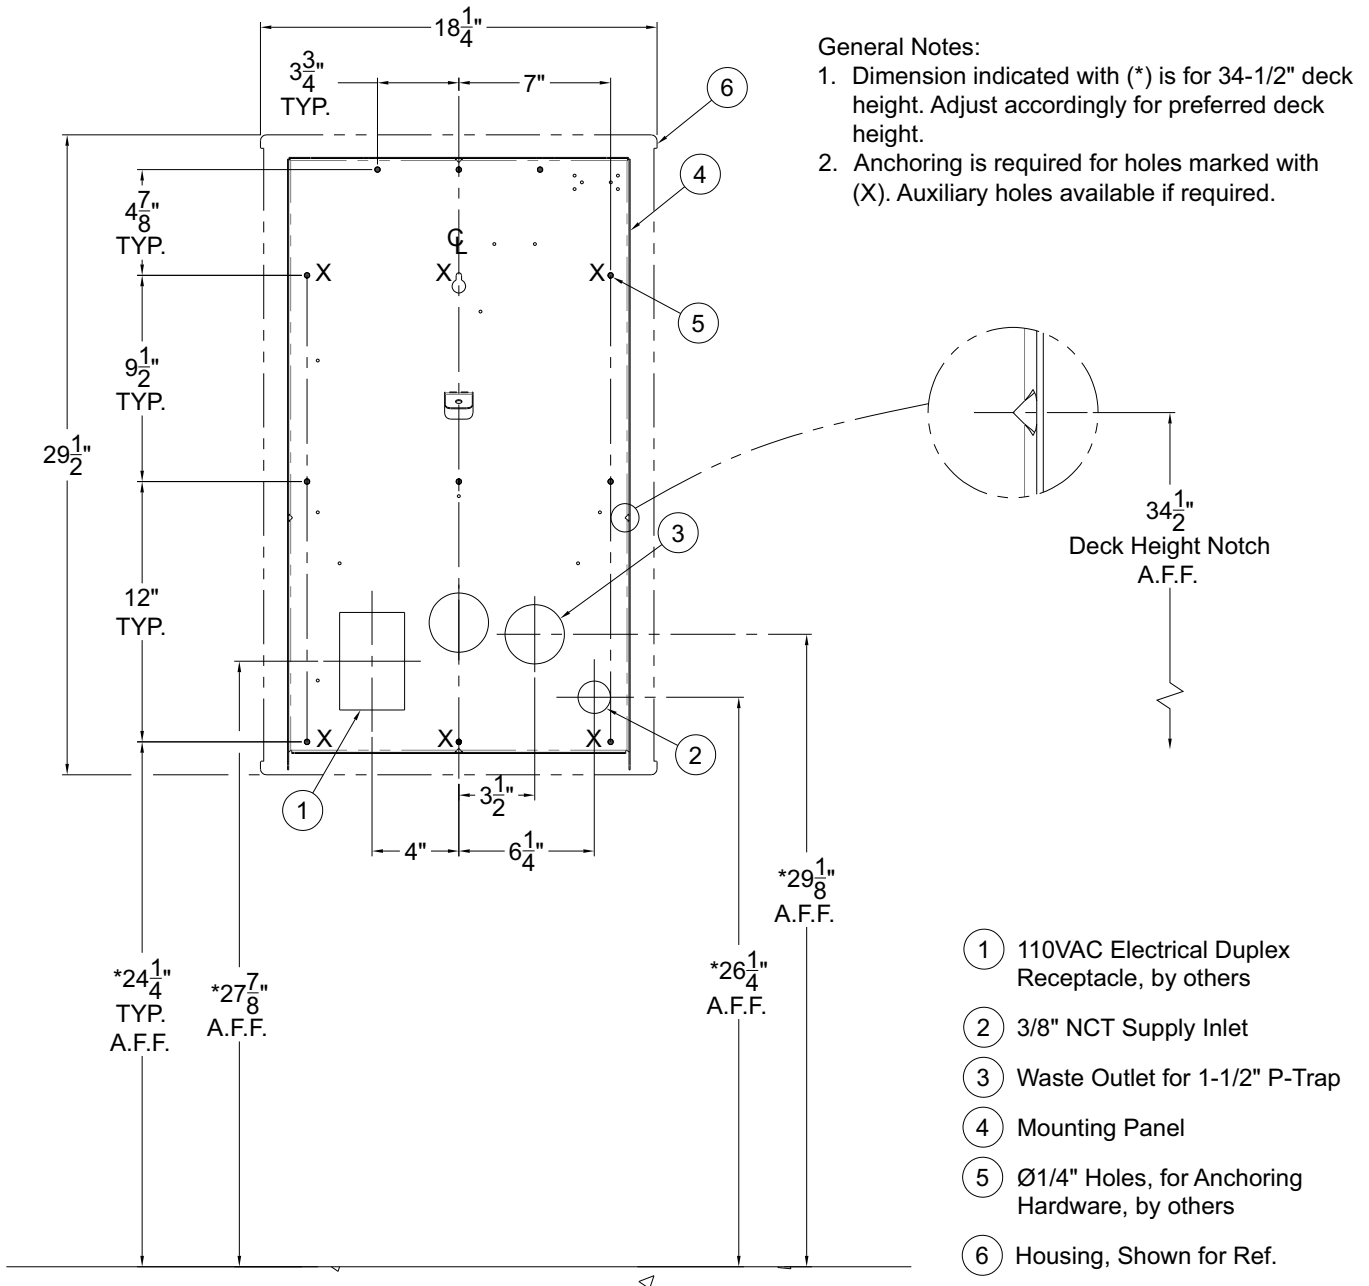 18 1/4"
3 3/4"
TYP.
7"
6
General Notes:
1. Dimension indicated with (*) is for 34-1/2" deck
height. Adjust accordingly for preferred deck
height.
2. Anchoring is required for holes marked with
(X). Auxiliary holes available if required.
4
4 7/8"
TYP.
℄
X X X
5
9 1/2"
TYP.
29 1/2"
34 1/2"
Deck Height Notch
A.F.F.
3
12"
TYP.
X X X
2
1
3 1/2"
4"
6 1/4"
*29 1/8"
A.F.F.
*26 1/4"
A.F.F.
*24 1/4"
TYP.
A.F.F.
*27 7/8"
A.F.F.
1 110VAC Electrical Duplex
Receptacle, by others
2 3/8" NCT Supply Inlet
3 Waste Outlet for 1-1/2" P-Trap
4 Mounting Panel
5 Ø1/4" Holes, for Anchoring
Hardware, by others
6 Housing, Shown for Ref.